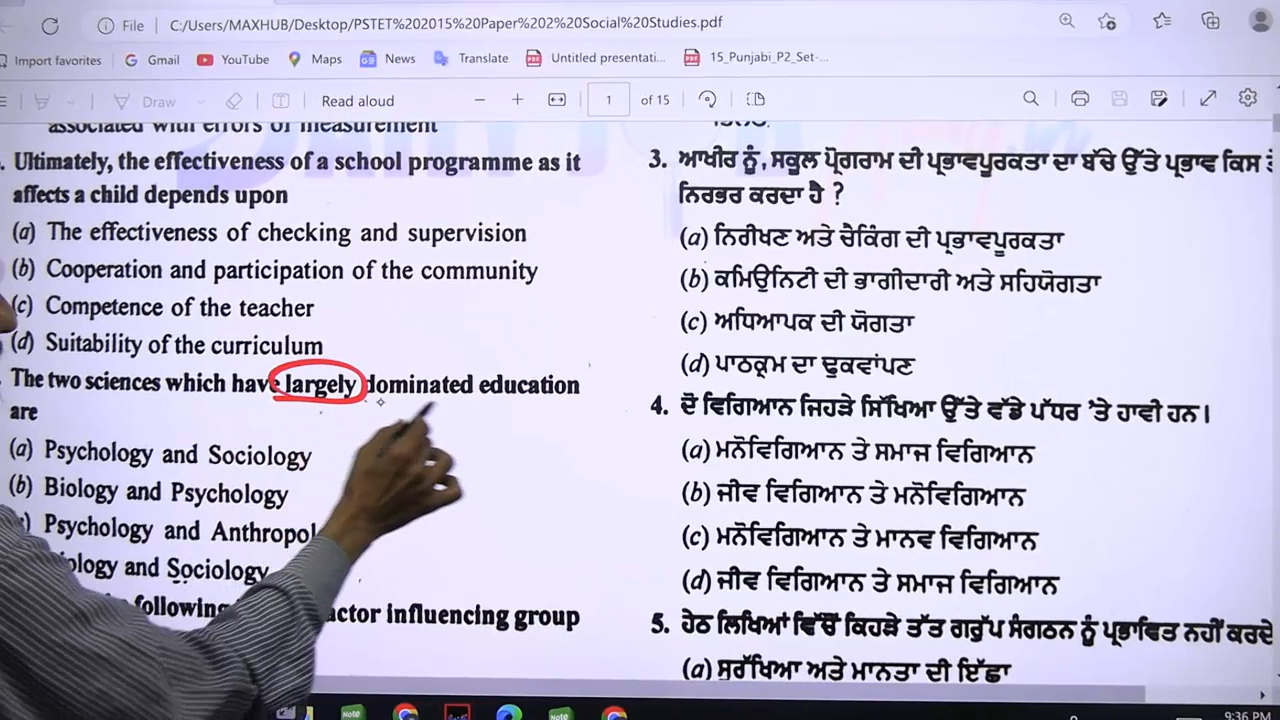 File C:/Users/MAXHUB/Desktop/PSTET%202015%20Paper%202%20Social%20Studies.pdf
Import favorites Gmail YouTube Maps News Translate Untitled presentati... 15_Punjabi_P2_Set-...
Draw Read aloud 1 of 15
associated with errors of measurement
Ultimately, the effectiveness of a school programme as it
affects a child depends upon
(a) The effectiveness of checking and supervision
(b) Cooperation and participation of the community
(c) Competence of the teacher
(d) Suitability of the curriculum
The two sciences which have largely dominated education
are
(a) Psychology and Sociology
(b) Biology and Psychology
Psychology and Anthropol
and Sociology
following actor influencing group
3. ਆਖੀਰ ਨੂੰ, ਸਕੂਲ ਪ੍ਰੋਗਰਾਮ ਦੀ ਪ੍ਰਭਾਵਪੂਰਕਤਾ ਦਾ ਬੱਚੇ ਉੱਤੇ ਪ੍ਰਭਾਵ ਕਿਸ ਤੇ
ਨਿਰਭਰ ਕਰਦਾ ਹੈ ?
(a) ਨਿਰੀਖਣ ਅਤੇ ਚੈਕਿੰਗ ਦੀ ਪ੍ਰਭਾਵਪੂਰਕਤਾ
(b) ਕਮਿਊਨਿਟੀ ਦੀ ਭਾਗੀਦਾਰੀ ਅਤੇ ਸਹਿਯੋਗਤਾ
(c) ਅਧਿਆਪਕ ਦੀ ਯੋਗਤਾ
(d) ਪਾਠਕ੍ਰਮ ਦਾ ਢੁਕਵਾਂਪਣ
4. ਦੋ ਵਿਗਿਆਨ ਜਿਹੜੇ ਸਿੱਖਿਆ ਉੱਤੇ ਵੱਡੇ ਪੱਧਰ 'ਤੇ ਹਾਵੀ ਹਨ।
(a) ਮਨੋਵਿਗਿਆਨ ਤੇ ਸਮਾਜ ਵਿਗਿਆਨ
(b) ਜੀਵ ਵਿਗਿਆਨ ਤੇ ਮਨੋਵਿਗਿਆਨ
(c) ਮਨੋਵਿਗਿਆਨ ਤੇ ਮਾਨਵ ਵਿਗਿਆਨ
(d) ਜੀਵ ਵਿਗਿਆਨ ਤੇ ਸਮਾਜ ਵਿਗਿਆਨ
5. ਹੇਠ ਲਿਖਿਆਂ ਵਿੱਚੋਂ ਕਿਹੜੇ ਤੱਤ ਗਰੁੱਪ ਸੰਗਠਨ ਨੂੰ ਪ੍ਰਭਾਵਿਤ ਨਹੀਂ ਕਰਦੇ
(a) ਸੁਰੱਖਿਆ ਅਤੇ ਮਾਨਤਾ ਦੀ ਇੱਛਾ
Note Note 9:36 PM